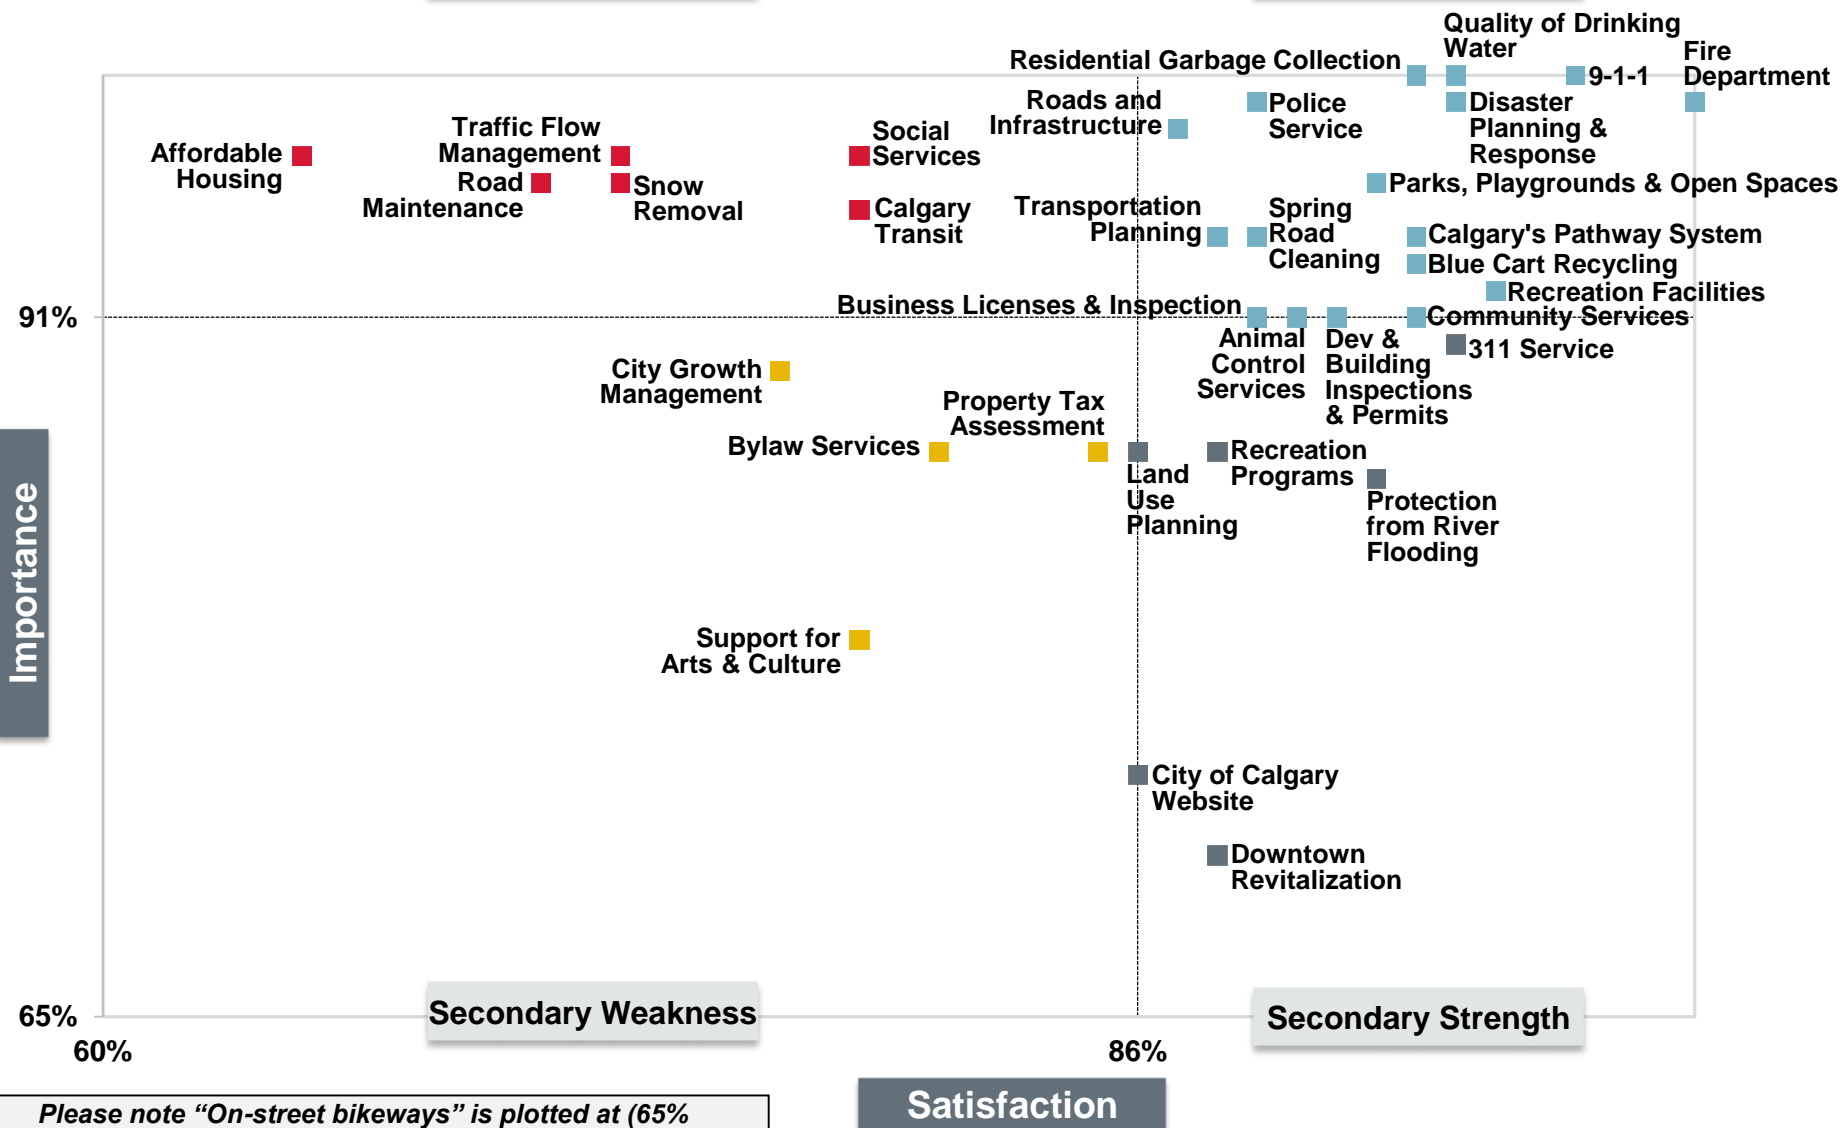 Quality of Drinking
Water
Fire
Department
Residential Garbage Collection
9-1-1
Roads and
Infrastructure
Police
Service
Disaster
Planning &
Response
Traffic Flow
Management
Social
Services
Affordable
Housing
Road
Maintenance
Snow
Removal
Parks, Playgrounds & Open Spaces
Calgary
Transit
Transportation
Planning
Spring
Road
Cleaning
Calgary's Pathway System
Blue Cart Recycling
Recreation Facilities
91%
Business Licenses & Inspection
Community Services
Animal
Control
Services
Dev &
Building
Inspections
& Permits
311 Service
City Growth
Management
Property Tax
Assessment
Bylaw Services
Land
Use
Planning
Recreation
Programs
Protection
from River
Flooding
Importance
Support for
Arts & Culture
City of Calgary
Website
Downtown
Revitalization
Secondary Weakness
Secondary Strength
65%
60%
86%
Satisfaction
Please note “On-street bikeways” is plotted at (65%